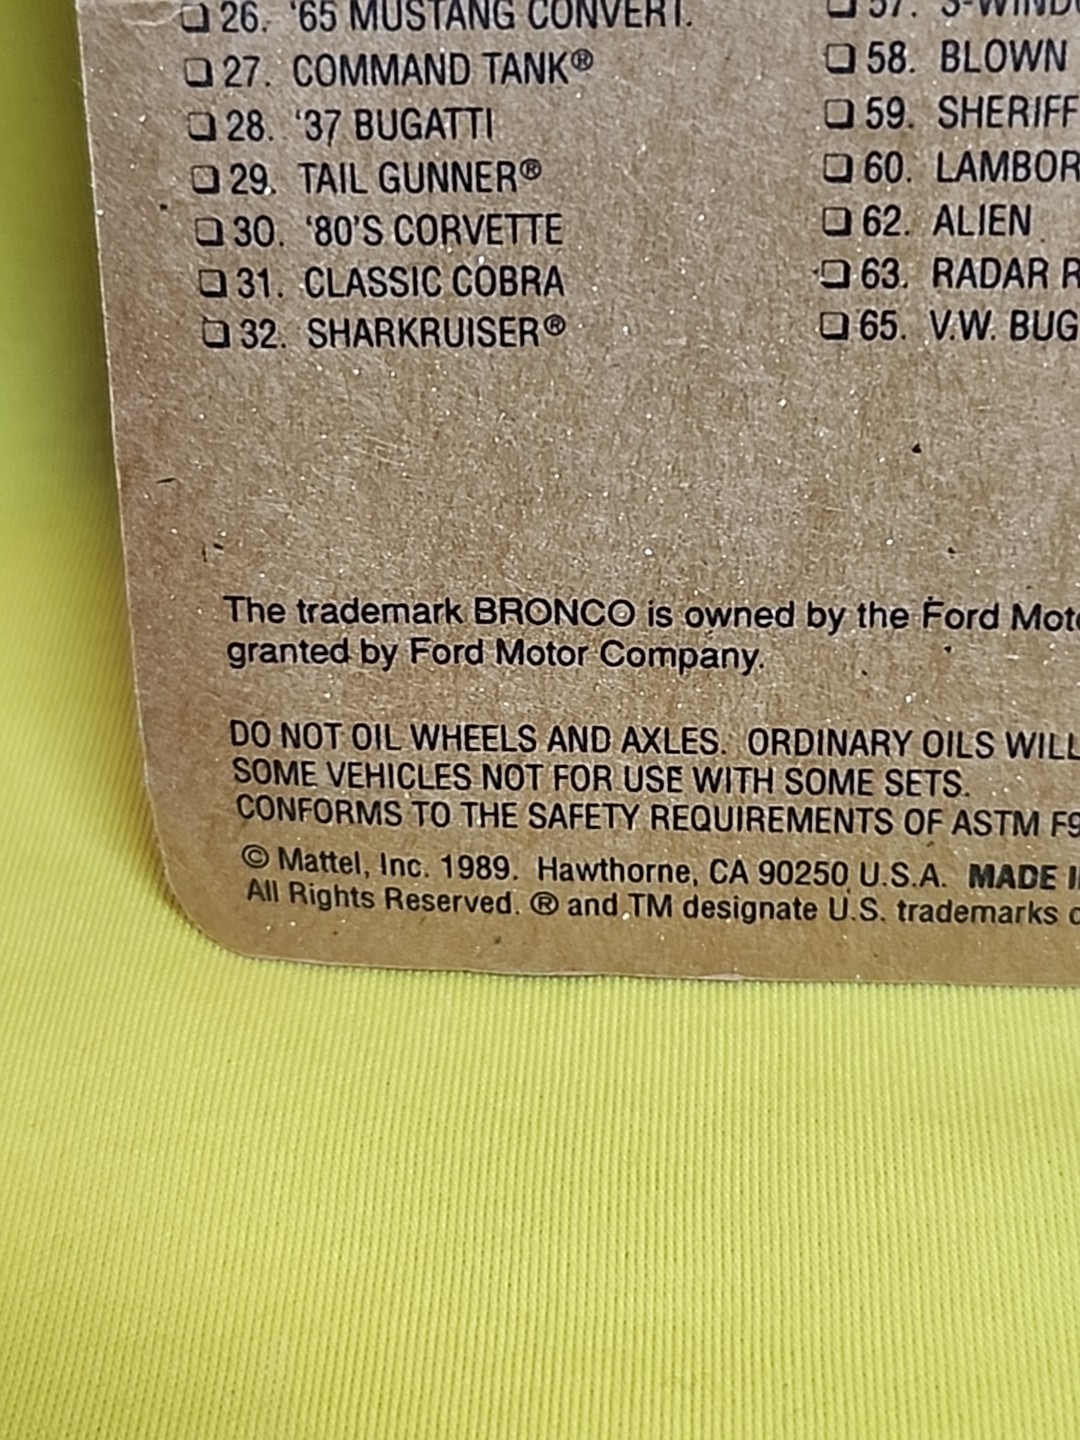 26. '65 MUSTANG CONVERT.
27. COMMAND TANK®
28. '37 BUGATTI
29. TAIL GUNNER®
30. '80'S CORVETTE
31. CLASSIC COBRA
32. SHARKRUISER®
57.
58. BLOWN
59. SHERIFF
60. LAMBOR
62. ALIEN
63. RADAR R
65. V.W. BUG
The trademark BRONCO is owned by the Ford Moto
granted by Ford Motor Company.
DO NOT OIL WHEELS AND AXLES. ORDINARY OILS WILL
SOME VEHICLES NOT FOR USE WITH SOME SETS.
CONFORMS TO THE SAFETY REQUIREMENTS OF ASTM F9
© Mattel, Inc. 1989. Hawthorne, CA 90250 U.S.A. MADE I
All Rights Reserved. ® and TM designate U.S. trademarks o